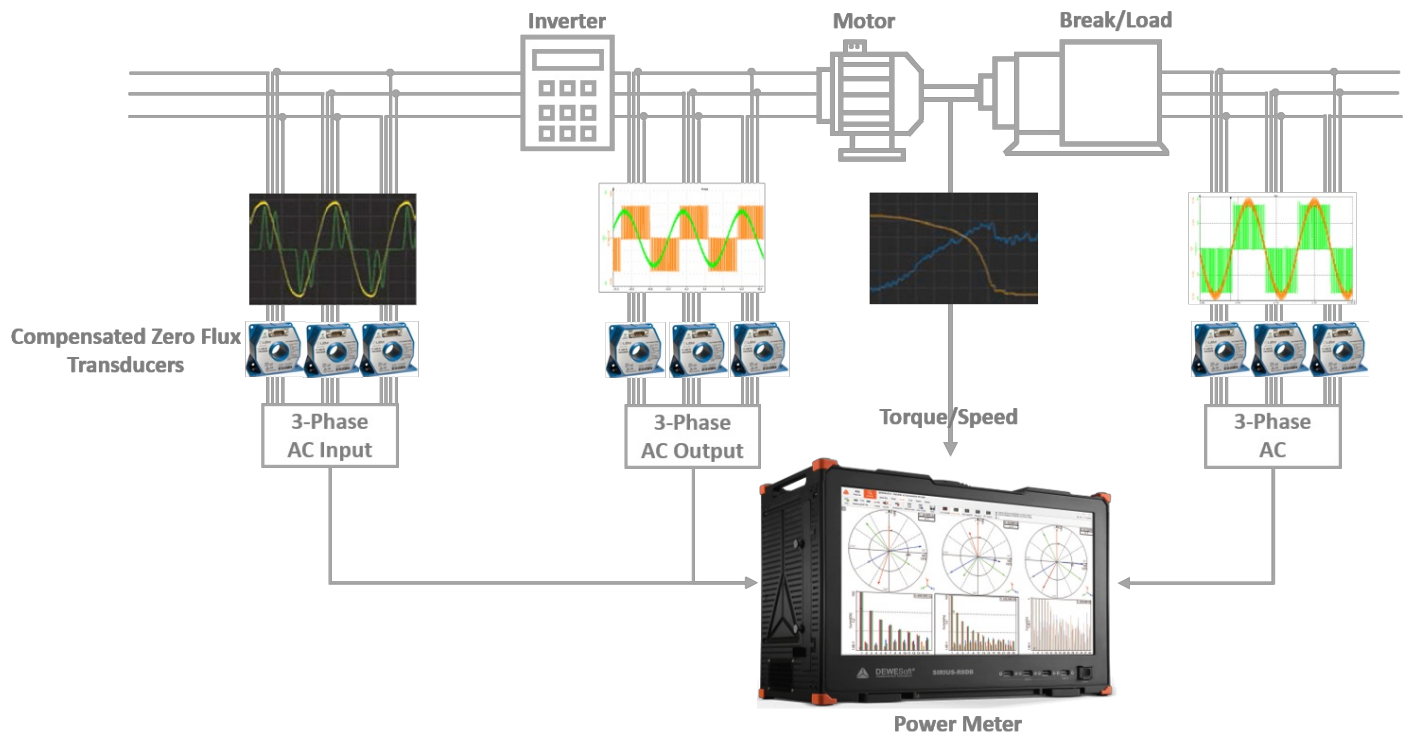 Inverter
Motor
Break/Load
Compensated Zero Flux
Transducers
3-Phase
AC Input
3-Phase
AC Output
Torque/Speed
3-Phase
AC
DEWESoft®
SIRIUS-R8DB
Power Meter